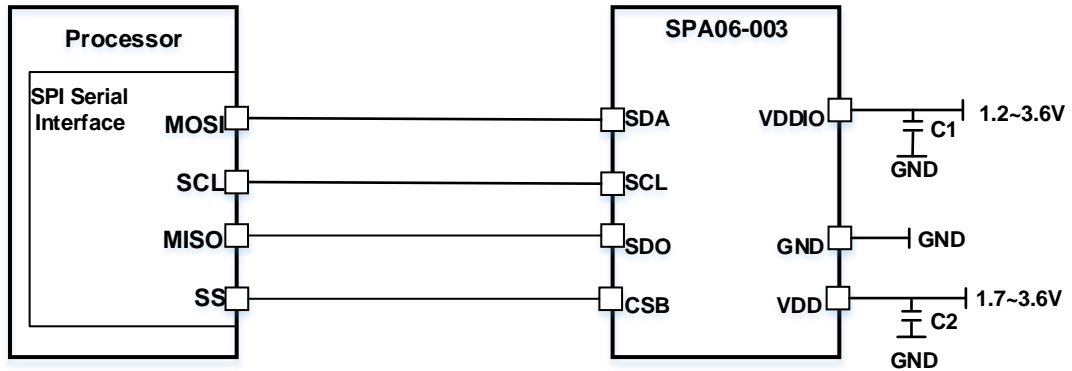 Processor
SPI Serial
Interface
MOSI
SCL
MISO
SS
SPA06-003
SDA
SCL
SDO
CSB
VDDIO
GND
VDD
1.2~3.6V
C1
GND
GND
1.7~3.6V
C2
GND